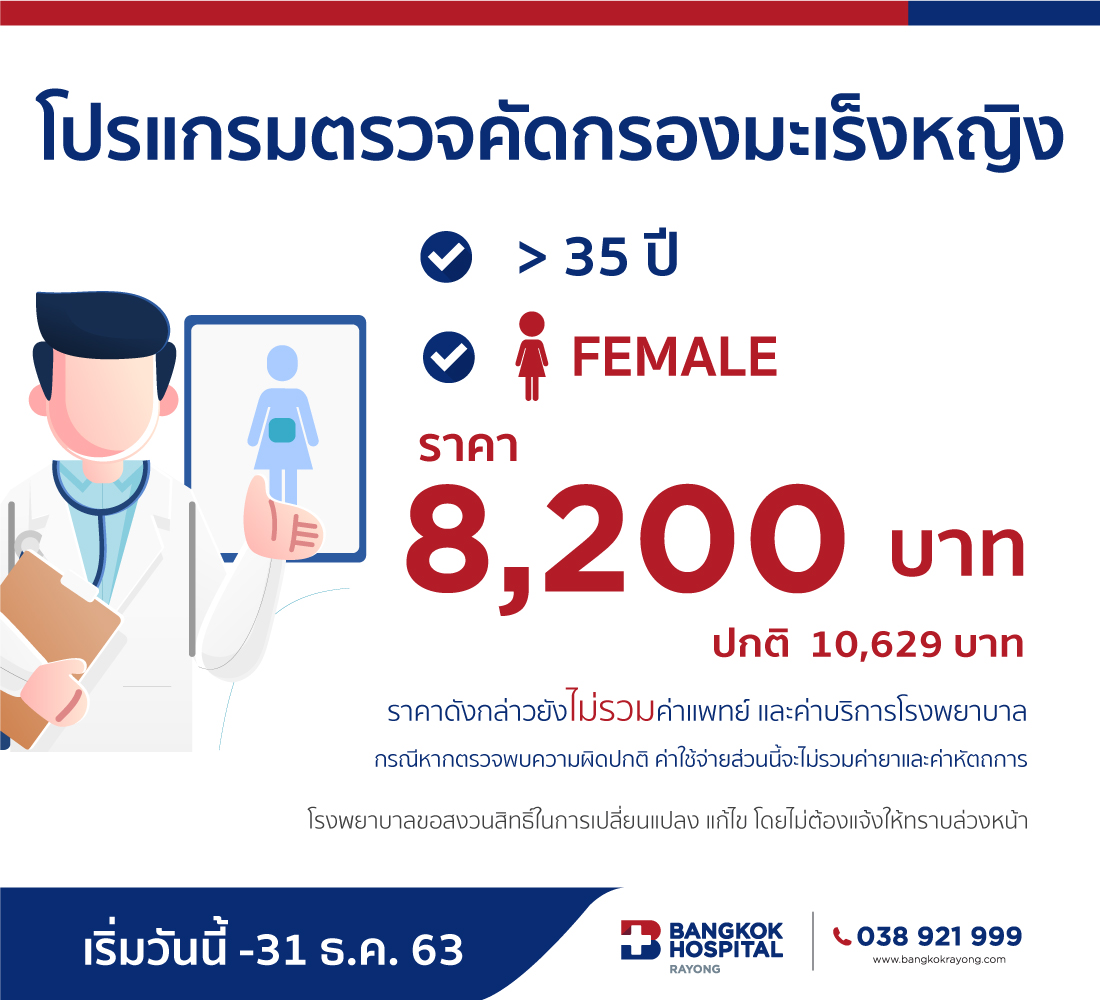 โปรแกรมตรวจคัดกรองมะเร็งหญิง
> 35 ปี
FEMALE
ราคา
8,200 บาท
ปกติ 10,629 บาท
ราคาดังกล่าวยังไม่รวมค่าแพทย์ และค่าบริการโรงพยาบาล
กรณีหากตรวจพบความผิดปกติ ค่าใช้จ่ายส่วนนี้จะไม่รวมค่ายาและค่าหัตถการ
โรงพยาบาลขอสงวนสิทธิ์ในการเปลี่ยนแปลง แก้ไข โดยไม่ต้องแจ้งให้ทราบล่วงหน้า
เริ่มวันนี้ -31 ธ.ค. 63
BANGKOK
HOSPITAL
RAYONG
038 921 999
www.bangkokrayong.com